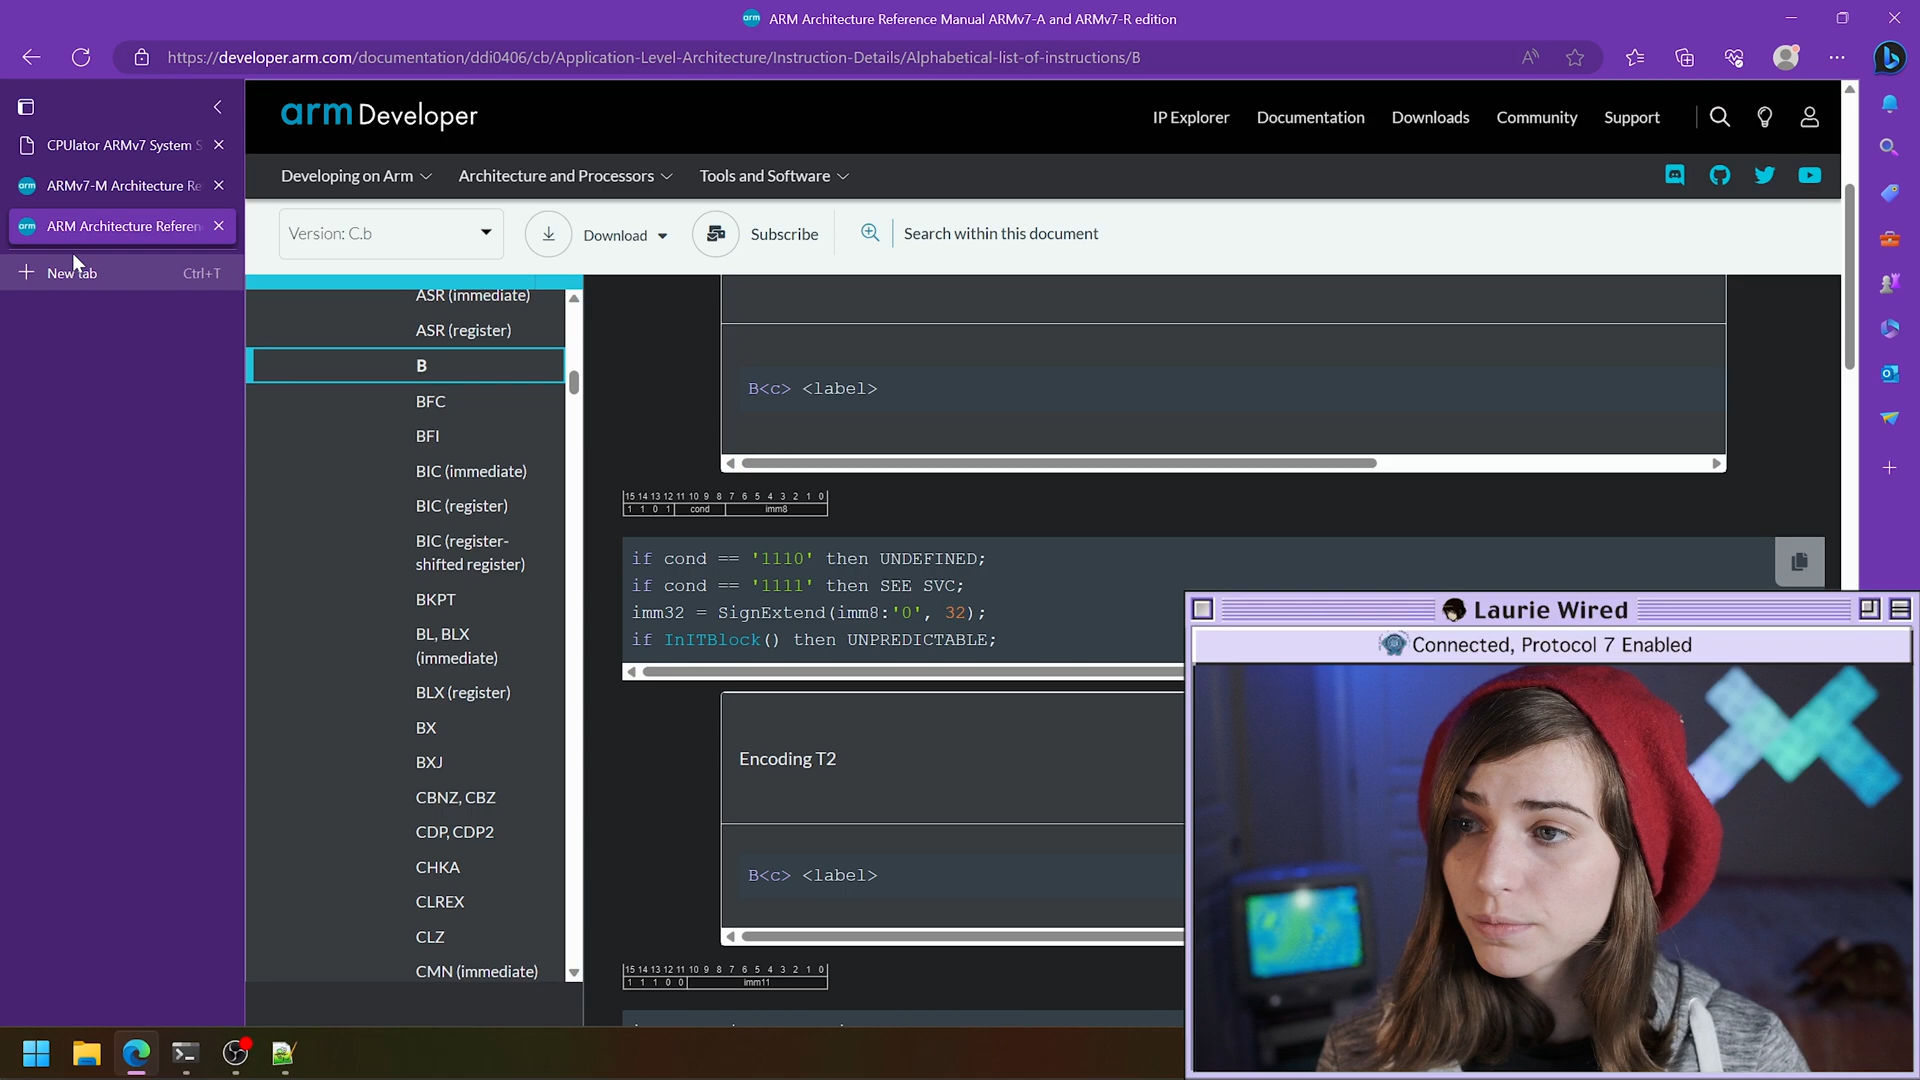 arm ARM Architecture Reference Manual ARMv7-A and ARMv7-R edition
https://developer.arm.com/documentation/ddi0406/cb/Application-Level-Architecture/Instruction-Details/Alphabetical-list-of-instructions/B
CPUlator ARMv7 System S
arm ARMv7-M Architecture Re
arm ARM Architecture Referen
New tab Ctrl+T
arm Developer
IP Explorer Documentation Downloads Community Support
Developing on Arm Architecture and Processors Tools and Software
Version: C.b Download Subscribe Search within this document
ASR (immediate)
ASR (register)
B
BFC
BFI
BIC (immediate)
BIC (register)
BIC (register-
shifted register)
BKPT
BL, BLX
(immediate)
BLX (register)
BX
BXJ
CBNZ, CBZ
CDP, CDP2
CHKA
CLREX
CLZ
CMN (immediate)
B<c> <label>
15 14 13 12 11 10 9 8 7 6 5 4 3 2 1 0
1 1 0 1 cond imm8
if cond == '1110' then UNDEFINED;
if cond == '1111' then SEE SVC;
imm32 = SignExtend(imm8:'0', 32);
if InITBlock() then UNPREDICTABLE;
Encoding T2
B<c> <label>
15 14 13 12 11 10 9 8 7 6 5 4 3 2 1 0
1 1 1 0 0 imm11
Laurie Wired
Connected, Protocol 7 Enabled